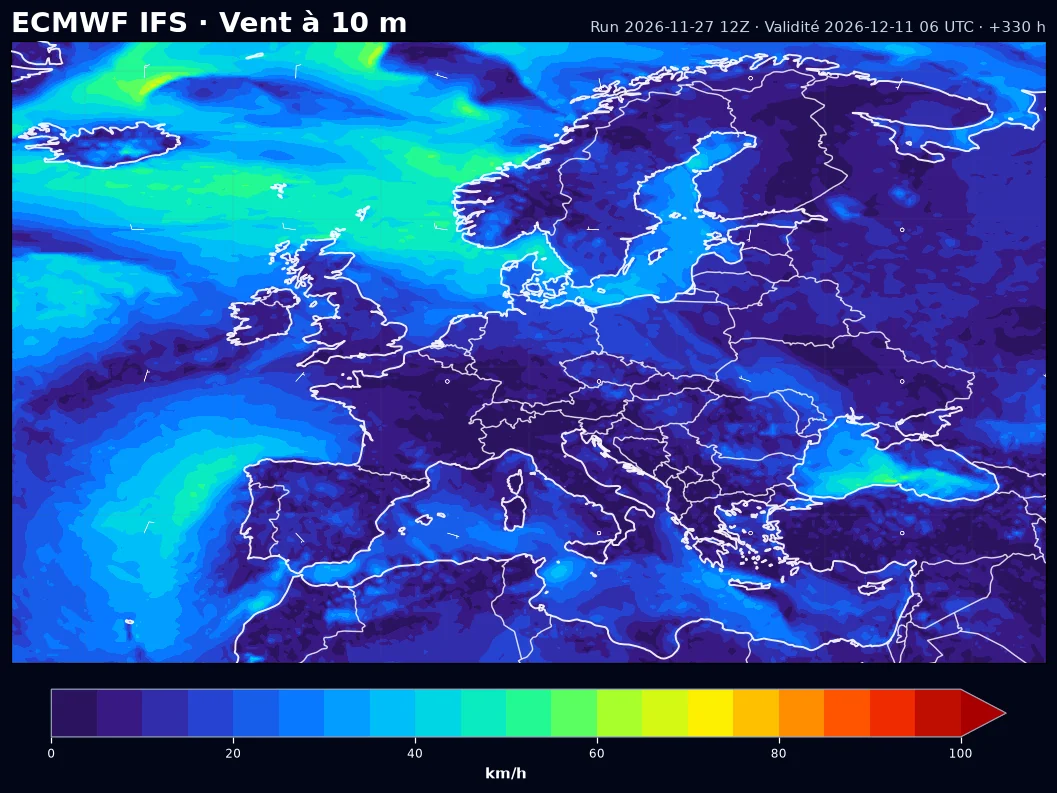 ECMWF IFS · Vent à 10 m
Run 2026-11-27 12Z · Validité 2026-12-11 06 UTC · +330 h
0 20 40 60 80 100
km/h